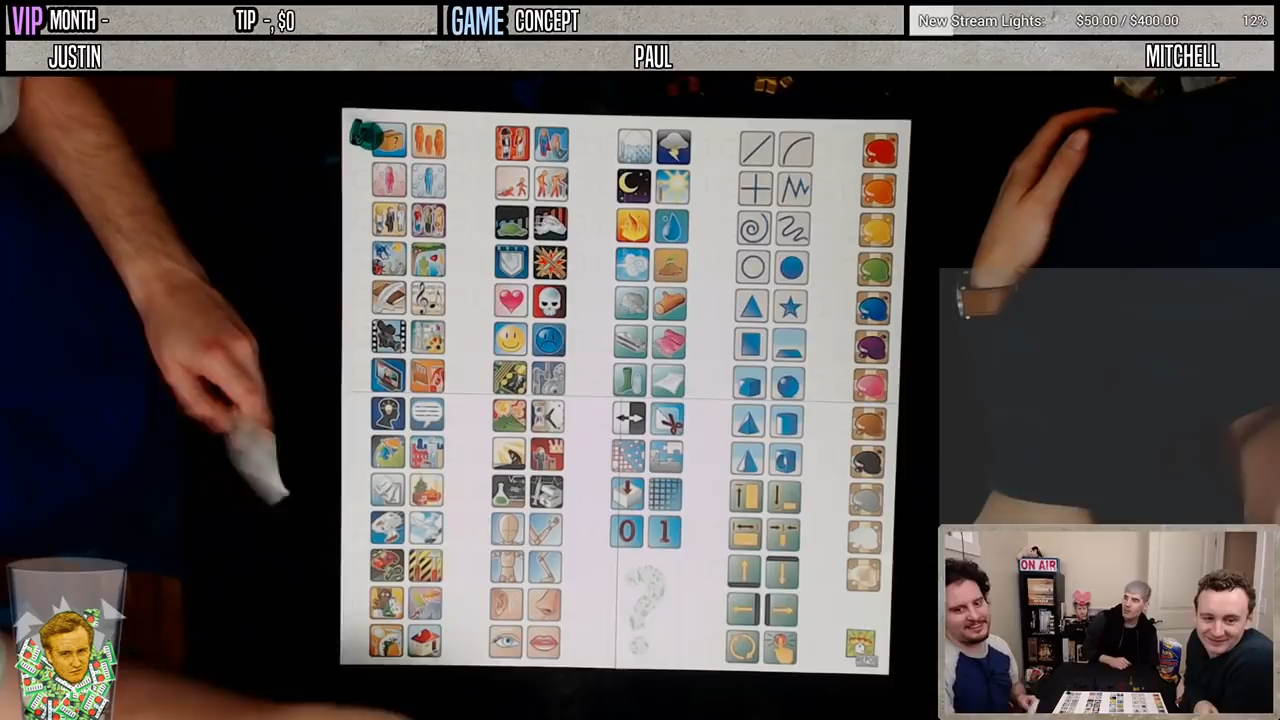 VIP MONTH - TIP -, $0 GAME CONCEPT New Stream Lights: $50.00 / $400.00 12%
JUSTIN PAUL MITCHELL
0 1
?
ON AIR